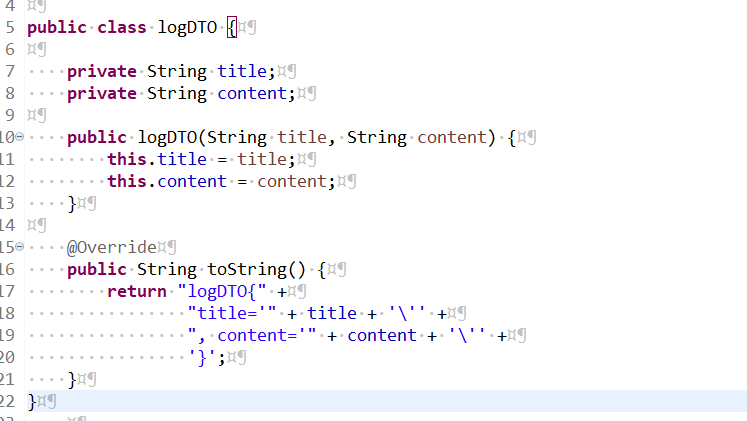 4 ¤¶
5 public·class·logDTO·{¤¶
6 ¤¶
7 ····private·String·title;¤¶
8 ····private·String·content;¤¶
9 ¤¶
10 ····public·logDTO(String·title,·String·content)·{¤¶
11 ········this.title·=·title;¤¶
12 ········this.content·=·content;¤¶
13 ····}¤¶
14 ¤¶
15 ····@Override¤¶
16 ····public·String·toString()·{¤¶
17 ········return·"logDTO{"·+¤¶
18 ················"title='"·+·title·+·'\''·+¤¶
19 ················",·content='"·+·content·+·'\''·+¤¶
20 ················'}';¤¶
21 ····}¤¶
22 }¤¶